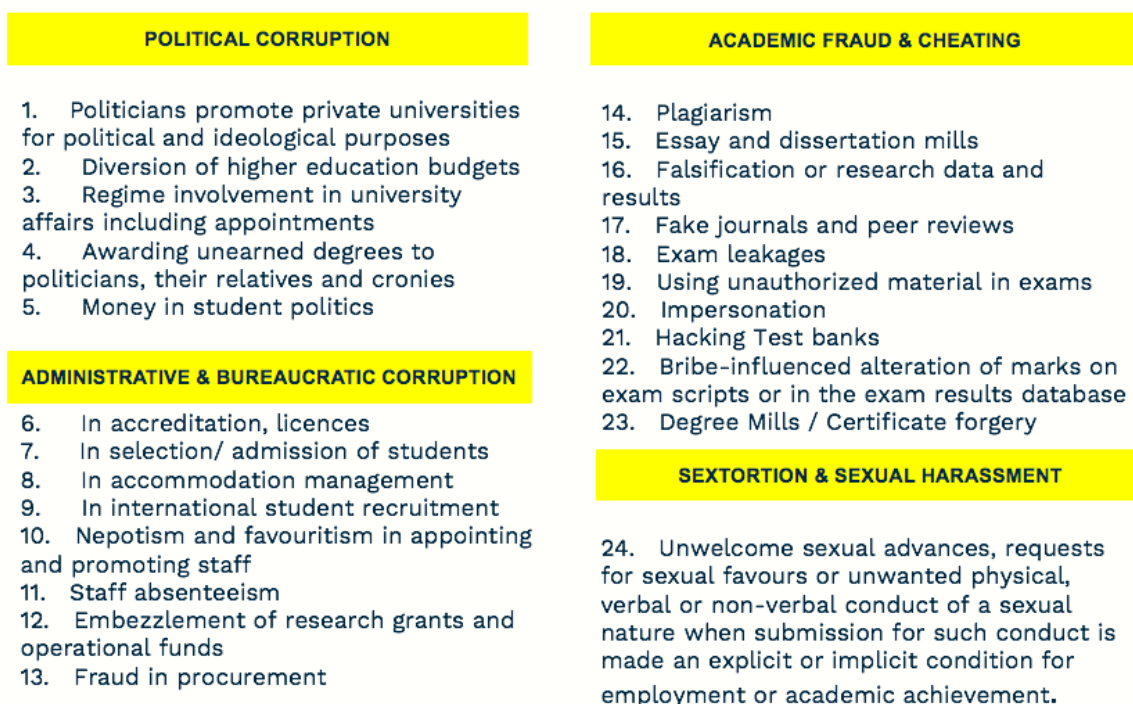 POLITICAL CORRUPTION
1. Politicians promote private universities
for political and ideological purposes
2. Diversion of higher education budgets
3. Regime involvement in university
affairs including appointments
4. Awarding unearned degrees to
politicians, their relatives and cronies
5. Money in student politics
ADMINISTRATIVE & BUREAUCRATIC CORRUPTION
6. In accreditation, licences
7. In selection/ admission of students
8. In accommodation management
9. In international student recruitment
10. Nepotism and favouritism in appointing
and promoting staff
11. Staff absenteeism
12. Embezzlement of research grants and
operational funds
13. Fraud in procurement
ACADEMIC FRAUD & CHEATING
14. Plagiarism
15. Essay and dissertation mills
16. Falsification or research data and
results
17. Fake journals and peer reviews
18. Exam leakages
19. Using unauthorized material in exams
20. Impersonation
21. Hacking Test banks
22. Bribe-influenced alteration of marks on
exam scripts or in the exam results database
23. Degree Mills / Certificate forgery
SEXTORTION & SEXUAL HARASSMENT
24. Unwelcome sexual advances, requests
for sexual favours or unwanted physical,
verbal or non-verbal conduct of a sexual
nature when submission for such conduct is
made an explicit or implicit condition for
employment or academic achievement.